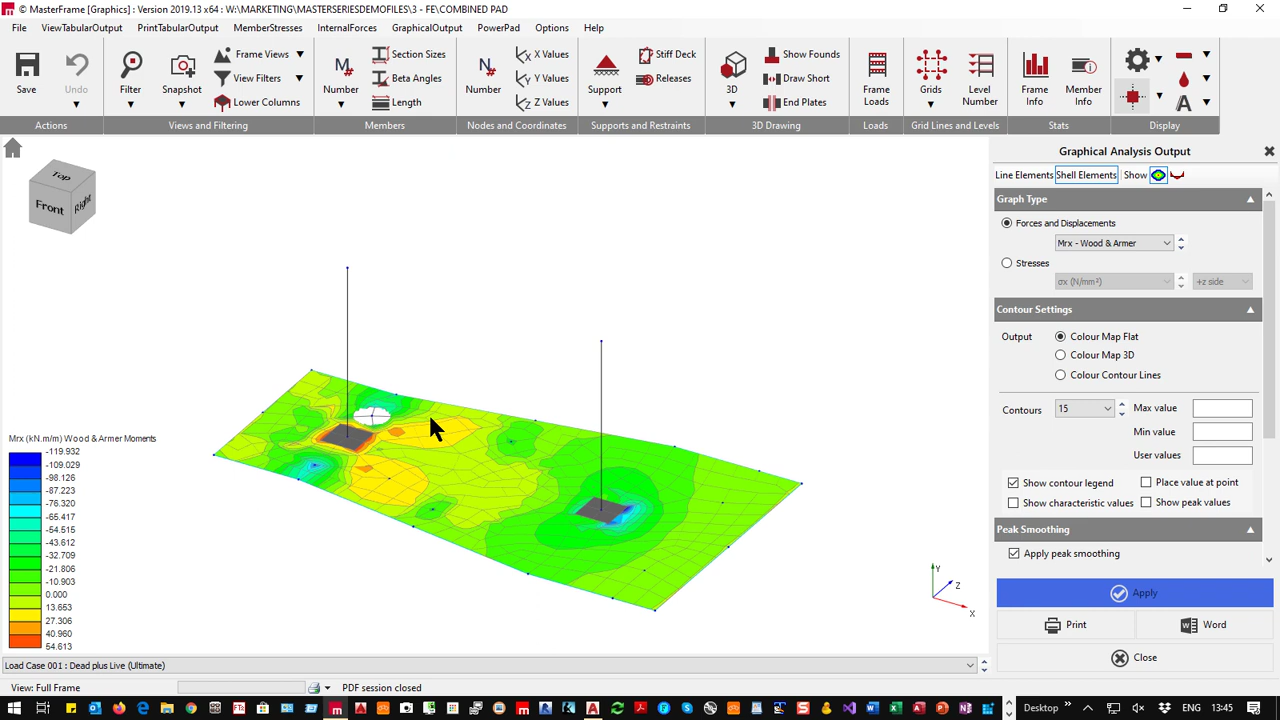 MasterFrame [Graphics] : Version 2019.13 x64 : W:\MARKETING\MASTERSERIESDEMOFILES\3 - FE\COMBINED PAD
File ViewTabularOutput PrintTabularOutput MemberStresses InternalForces GraphicalOutput PowerPad Options Help
Save Undo Filter Snapshot Frame Views View Filters Lower Columns
Number Section Sizes Beta Angles Length
Number X Values Y Values Z Values
Support Stiff Deck Releases
3D Show Founds Draw Short End Plates
Frame Loads
Grids Level Number
Frame Info Member Info
Actions Views and Filtering Members Nodes and Coordinates Supports and Restraints 3D Drawing Loads Grid Lines and Levels Stats Display
Top
Front Right
Graphical Analysis Output
Line Elements Shell Elements Show
Graph Type
Forces and Displacements
Mrx - Wood & Armer
Stresses
σx (N/mm²) +z side
Contour Settings
Output Colour Map Flat
Colour Map 3D
Colour Contour Lines
Contours 15 Max value
Min value
User values
Show contour legend Place value at point
Show characteristic values Show peak values
Peak Smoothing
Apply peak smoothing
Apply
Print Word
Close
Mrx (kN.m/m) Wood & Armer Moments
-119.932
-109.029
-98.126
-87.223
-76.320
-65.417
-54.515
-43.612
-32.709
-21.806
-10.903
0.000
13.653
27.306
40.960
54.613
Y
Z
X
Load Case 001 : Dead plus Live (Ultimate)
View: Full Frame PDF session closed
Desktop 13:45